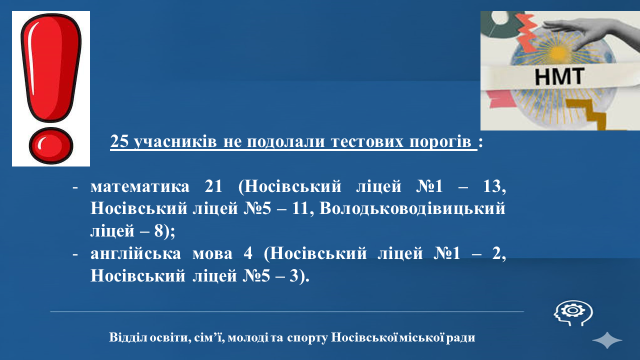 НМТ
25 учасників не подолали тестових порогів :
- математика 21 (Носівський ліцей №1 – 13,
Носівський ліцей №5 – 11, Володьководівицький
ліцей – 8);
- англійська мова 4 (Носівський ліцей №1 – 2,
Носівський ліцей №5 – 3).
Відділ освіти, сім’ї, молоді та спорту Носівської міської ради